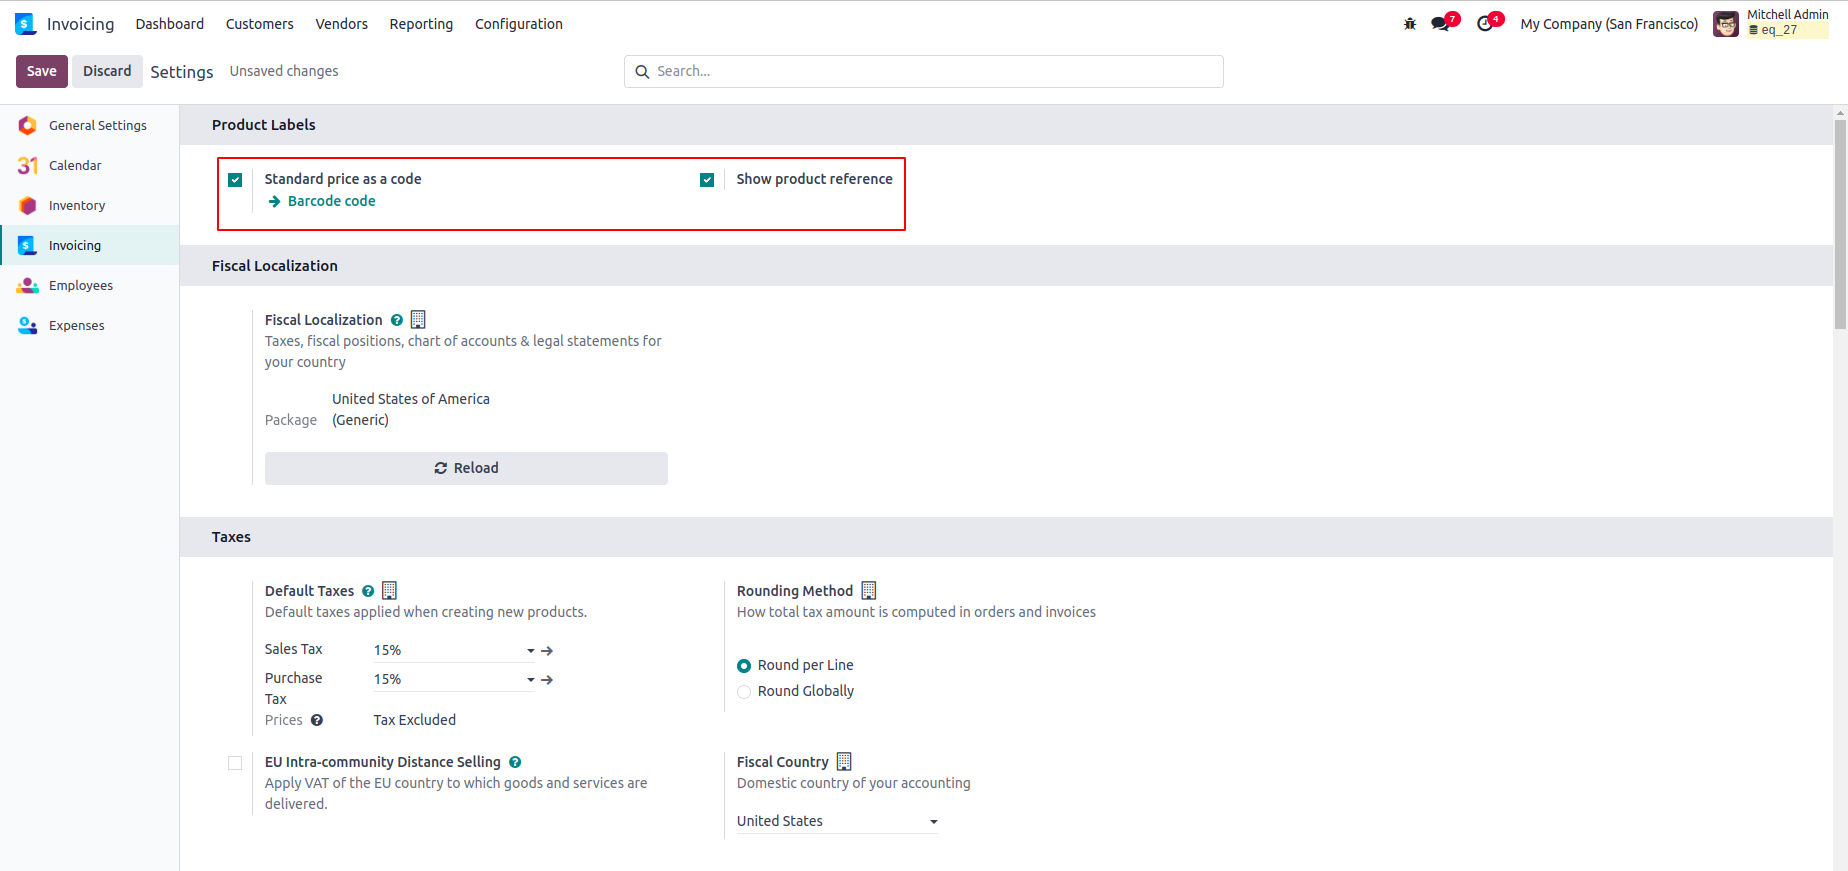 Invoicing Dashboard Customers Vendors Reporting Configuration 7 4 My Company (San Francisco) Mitchell Admin
eq_27
Save Discard Settings Unsaved changes Search...
General Settings
31 Calendar
Inventory
Invoicing
Employees
Expenses
Product Labels
Standard price as a code Show product reference
Barcode code
Fiscal Localization
Fiscal Localization ?
Taxes, fiscal positions, chart of accounts & legal statements for
your country
United States of America
Package (Generic)
Reload
Taxes
Default Taxes ? Rounding Method
Default taxes applied when creating new products. How total tax amount is computed in orders and invoices
Sales Tax 15%
Round per Line
Purchase 15%
Tax
Round Globally
Prices ? Tax Excluded
EU Intra-community Distance Selling ? Fiscal Country
Apply VAT of the EU country to which goods and services are Domestic country of your accounting
delivered.
United States